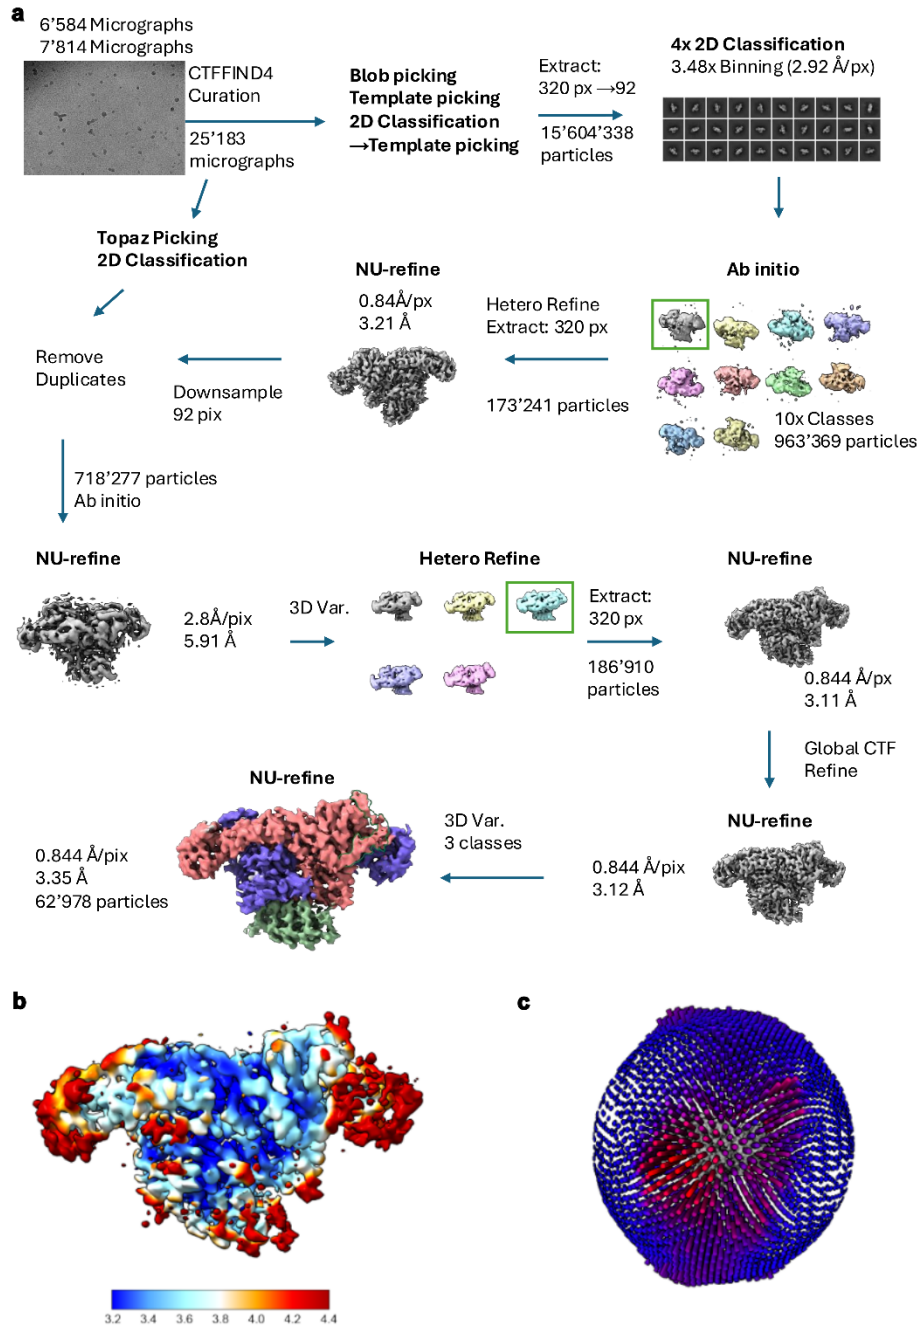 a
6’584 Micrographs
7’814 Micrographs
CTFFIND4
Curation
25’183
micrographs
Blob picking
Template picking
2D Classification
→Template picking
Extract:
320 px →92
15’604’338
particles
4x 2D Classification
3.48x Binning (2.92 Å/px)
Topaz Picking
2D Classification
NU-refine
0.84Å/px
3.21 Å
Hetero Refine
Extract: 320 px
173’241 particles
Ab initio
10x Classes
963’369 particles
Remove
Duplicates
Downsample
92 pix
718’277 particles
Ab initio
NU-refine
2.8Å/pix
5.91 Å
3D Var.
Hetero Refine
Extract:
320 px
186’910
particles
NU-refine
0.844 Å/px
3.11 Å
Global CTF
Refine
NU-refine
0.844 Å/pix
3.12 Å
3D Var.
3 classes
NU-refine
0.844 Å/pix
3.35 Å
62’978 particles
b
3.2 3.4 3.6 3.8 4.0 4.2 4.4
c